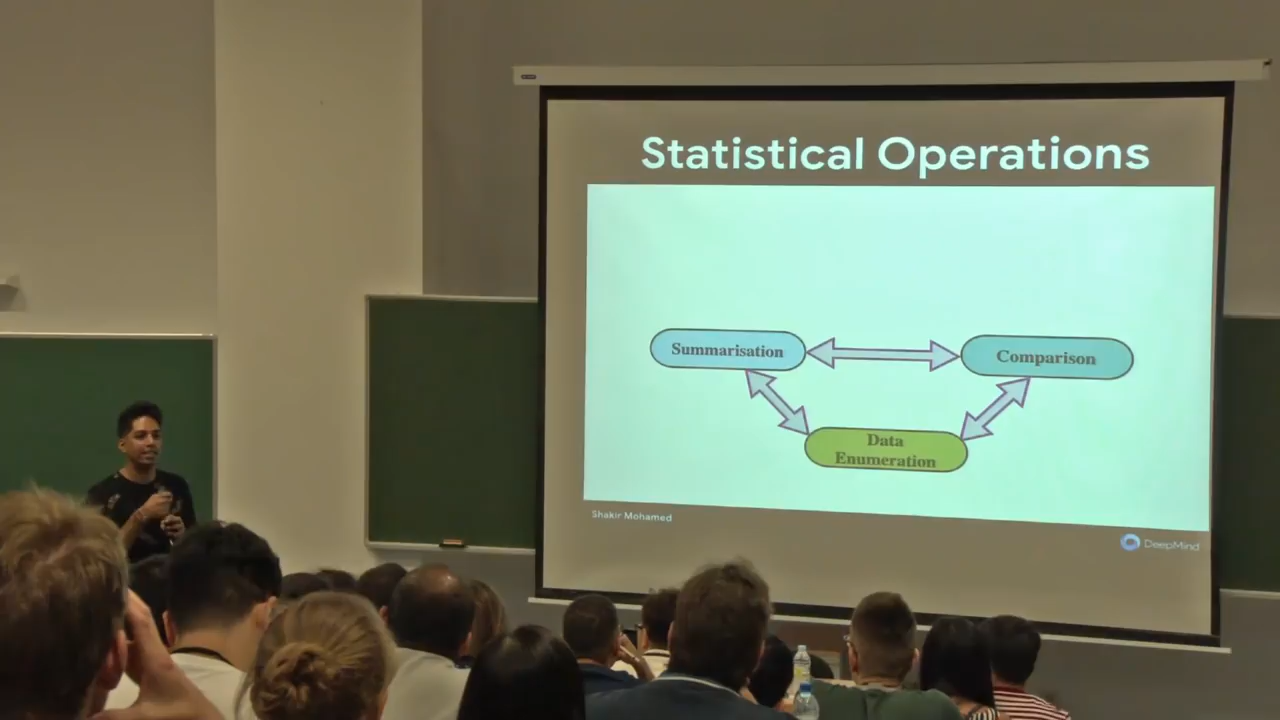 Statistical Operations
Summarisation
Comparison
Data
Enumeration
Shakir Mohamed
DeepMind